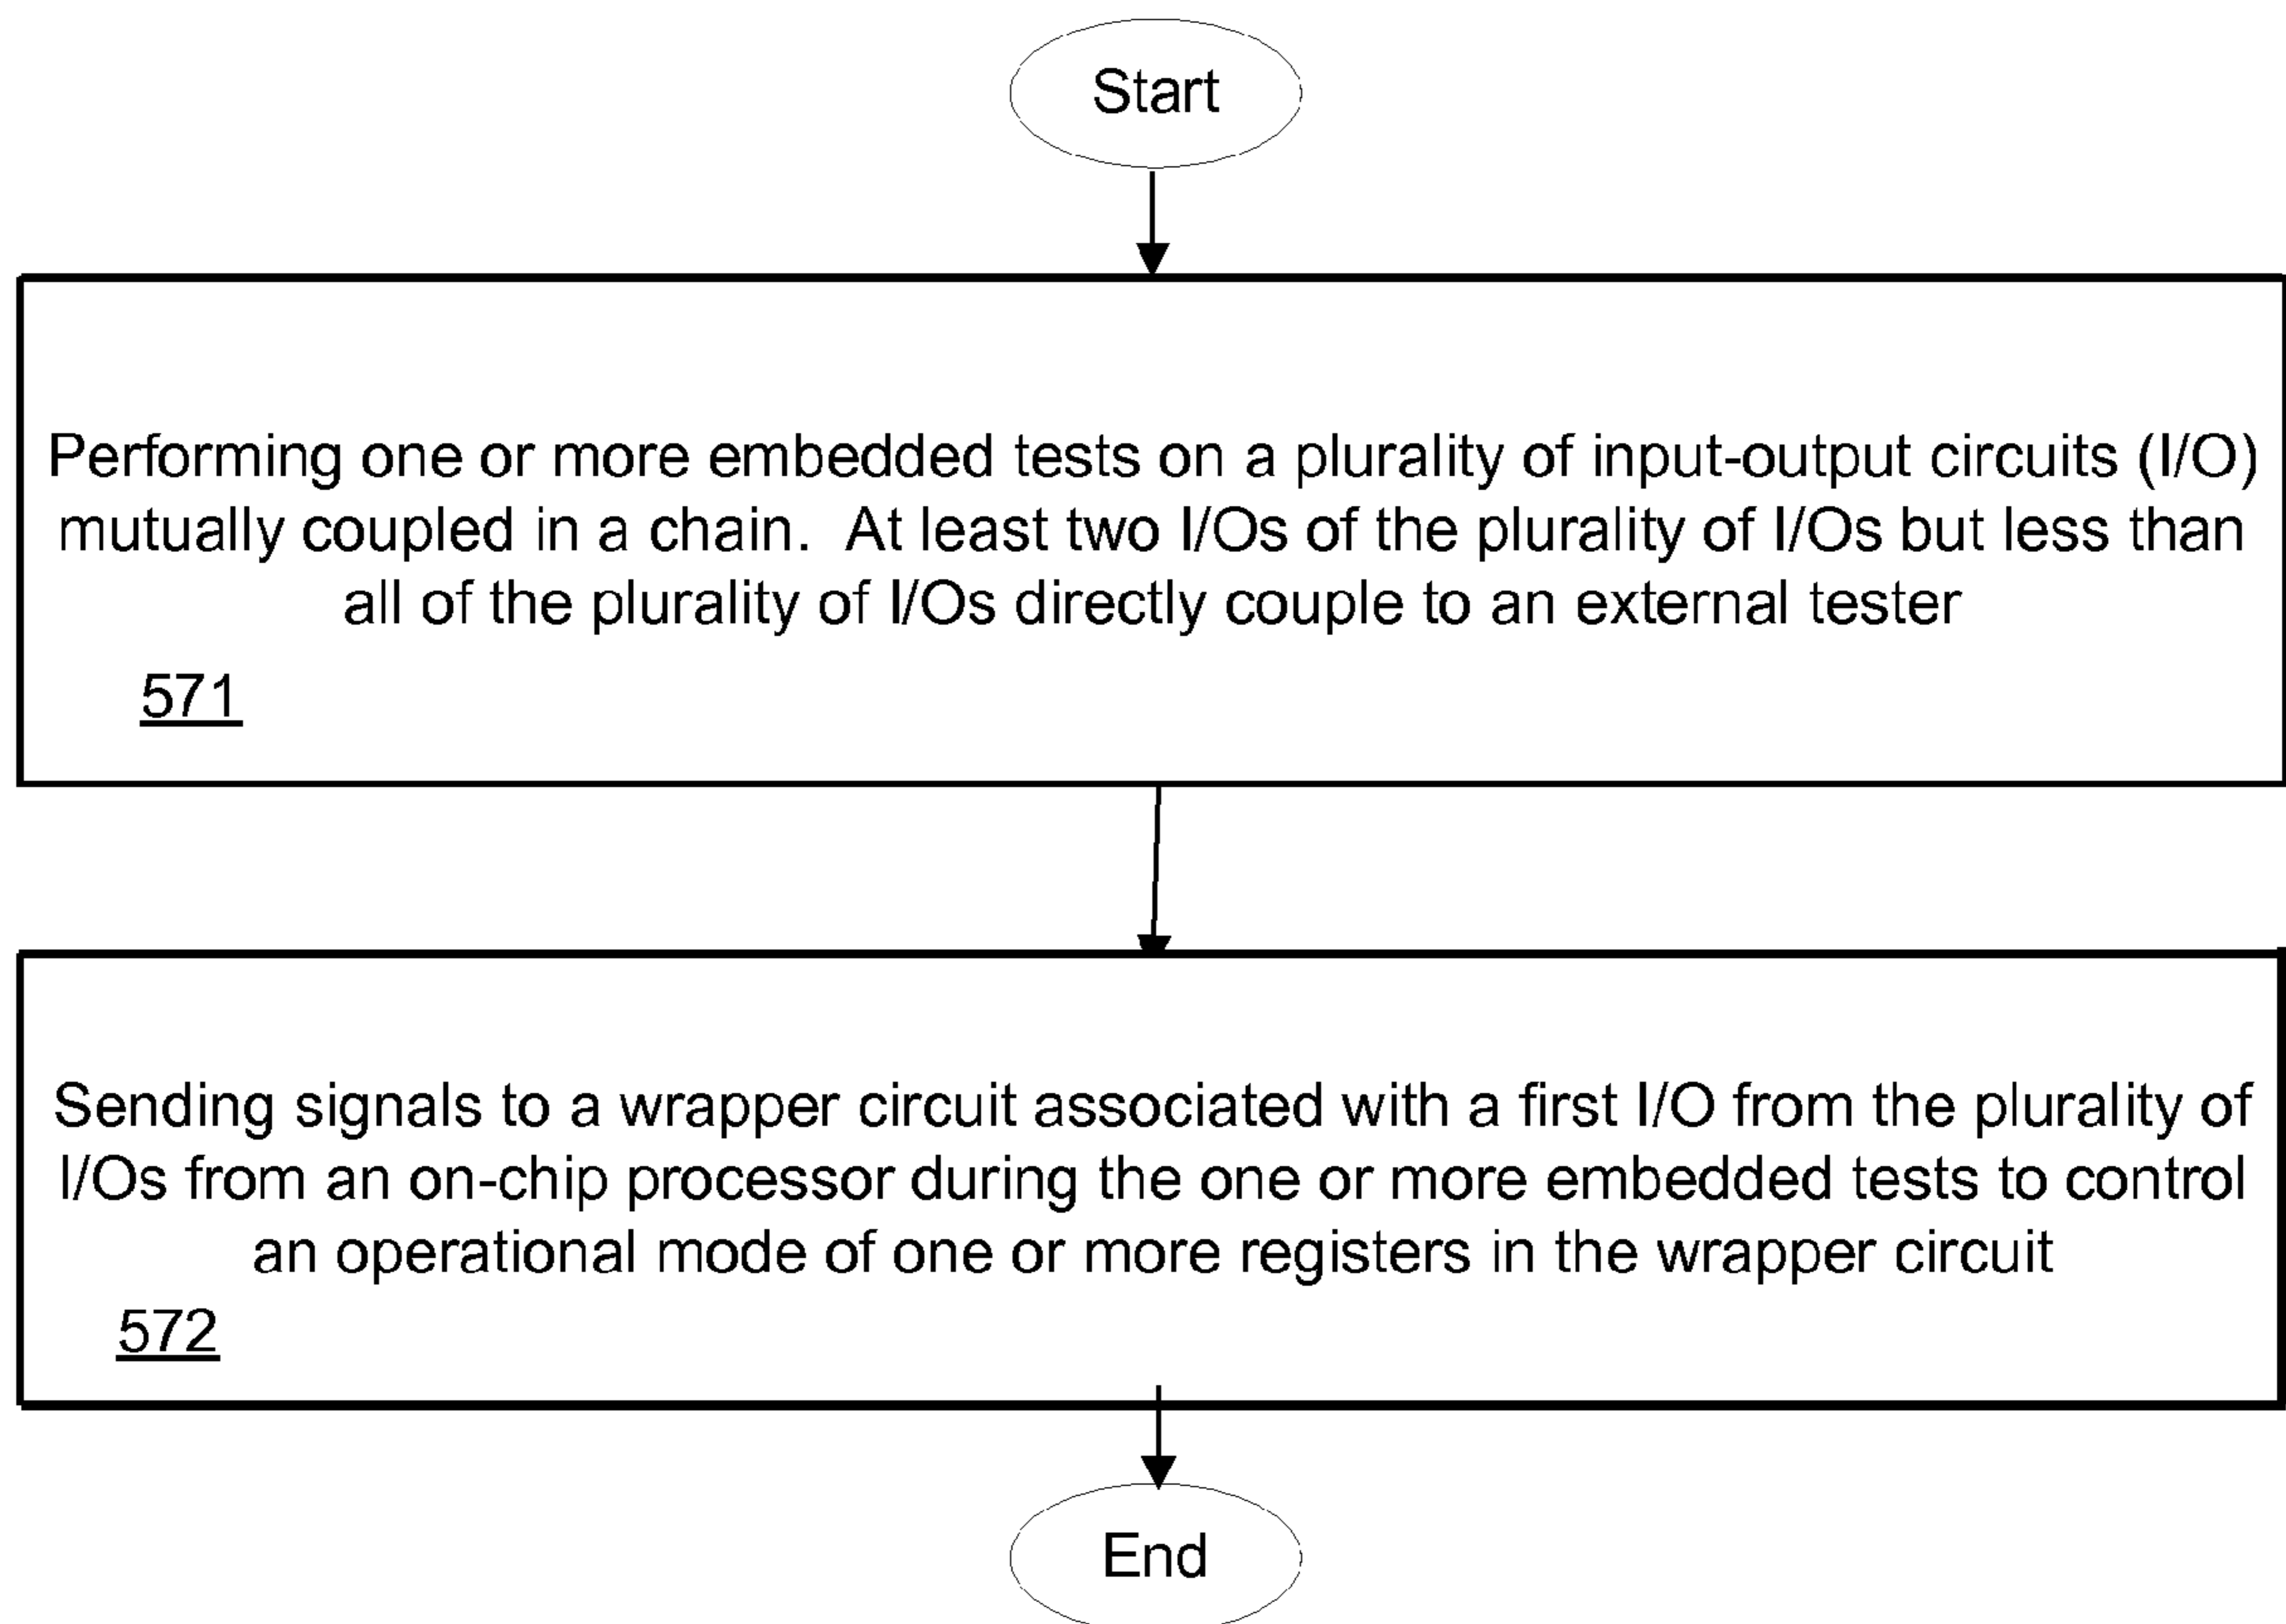 Start
Performing one or more embedded tests on a plurality of input-output circuits (I/O)
mutually coupled in a chain.  At least two I/Os of the plurality of I/Os but less than
all of the plurality of I/Os directly couple to an external tester
571
Sending signals to a wrapper circuit associated with a first I/O from the plurality of
I/Os from an on-chip processor during the one or more embedded tests to control
an operational mode of one or more registers in the wrapper circuit
572
End